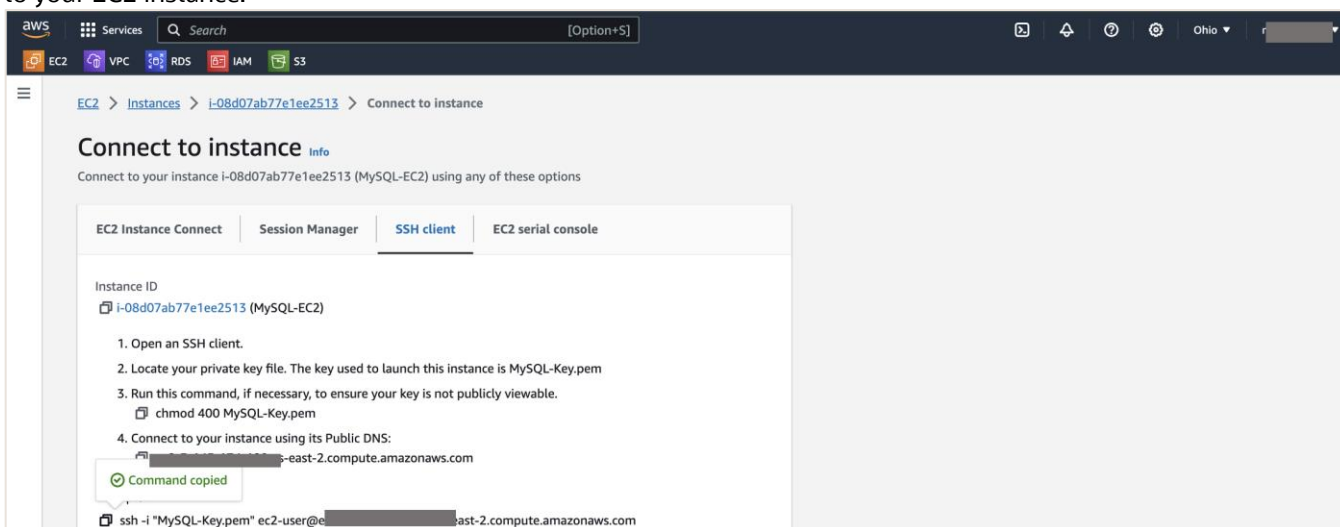 to your EC2 instance.
aws Services Search [Option+S] Ohio
EC2 VPC RDS IAM S3
EC2 > Instances > i-08d07ab77e1ee2513 > Connect to instance
Connect to instance Info
Connect to your instance i-08d07ab77e1ee2513 (MySQL-EC2) using any of these options
EC2 Instance Connect Session Manager SSH client EC2 serial console
Instance ID
i-08d07ab77e1ee2513 (MySQL-EC2)
1. Open an SSH client.
2. Locate your private key file. The key used to launch this instance is MySQL-Key.pem
3. Run this command, if necessary, to ensure your key is not publicly viewable.
chmod 400 MySQL-Key.pem
4. Connect to your instance using its Public DNS:
-east-2.compute.amazonaws.com
Command copied
ssh -i "MySQL-Key.pem" ec2-user@e east-2.compute.amazonaws.com